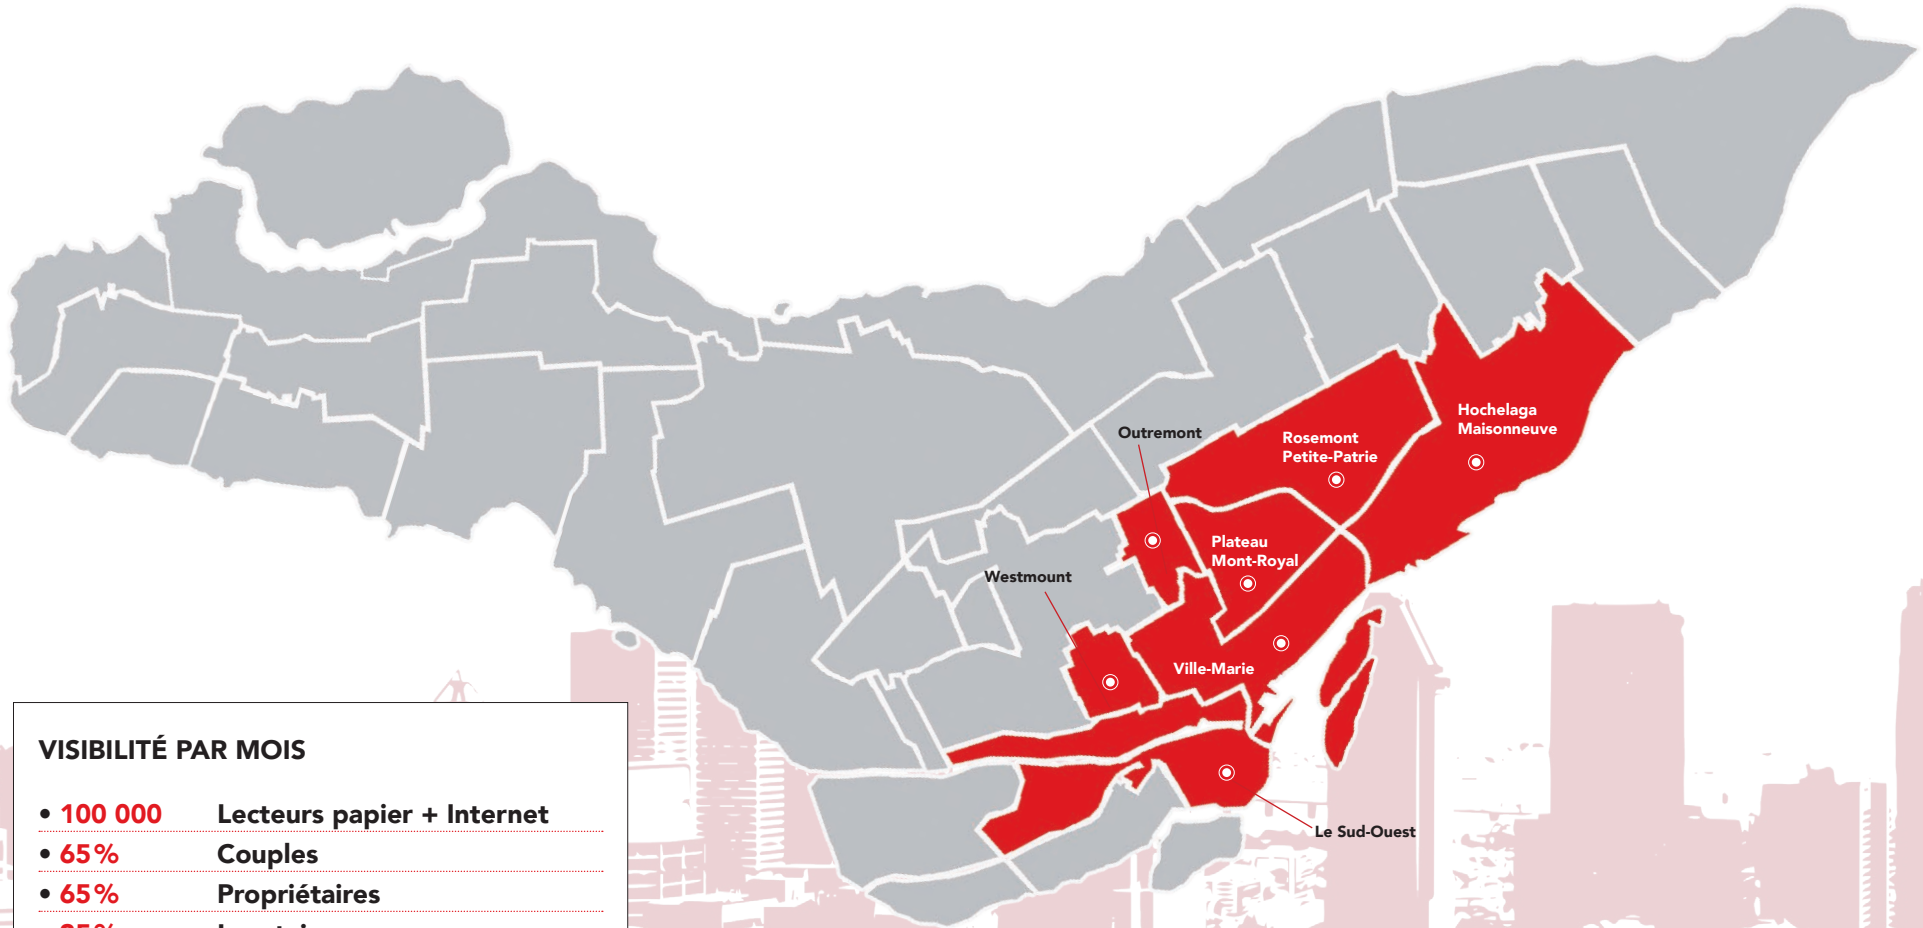 Outremont
Rosemont
Petite-Patrie
Hochelaga
Maisonneuve
Plateau
Mont-Royal
Westmount
Ville-Marie
Le Sud-Ouest
VISIBILITÉ PAR MOIS
• 100 000 Lecteurs papier + Internet
• 65% Couples
• 65% Propriétaires